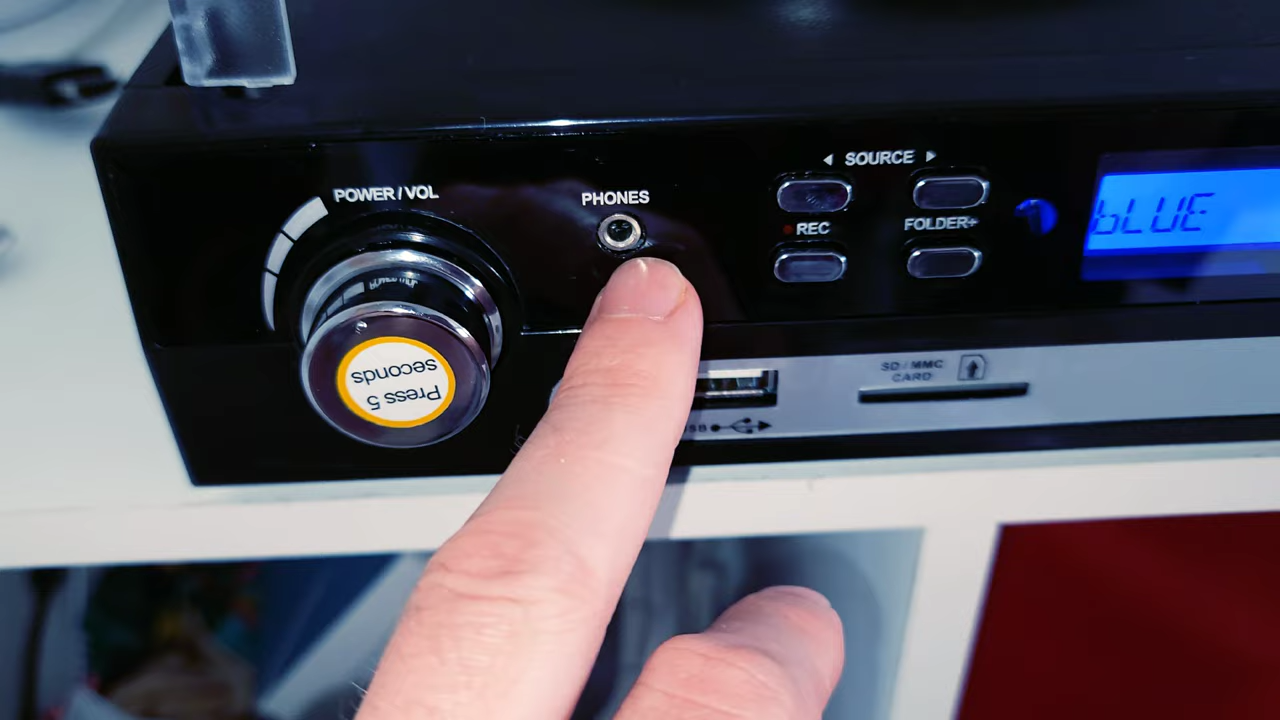 POWER / VOL
PHONES
SOURCE
REC
FOLDER+
bLUE
Press 5
seconds
SD / MMC
CARD